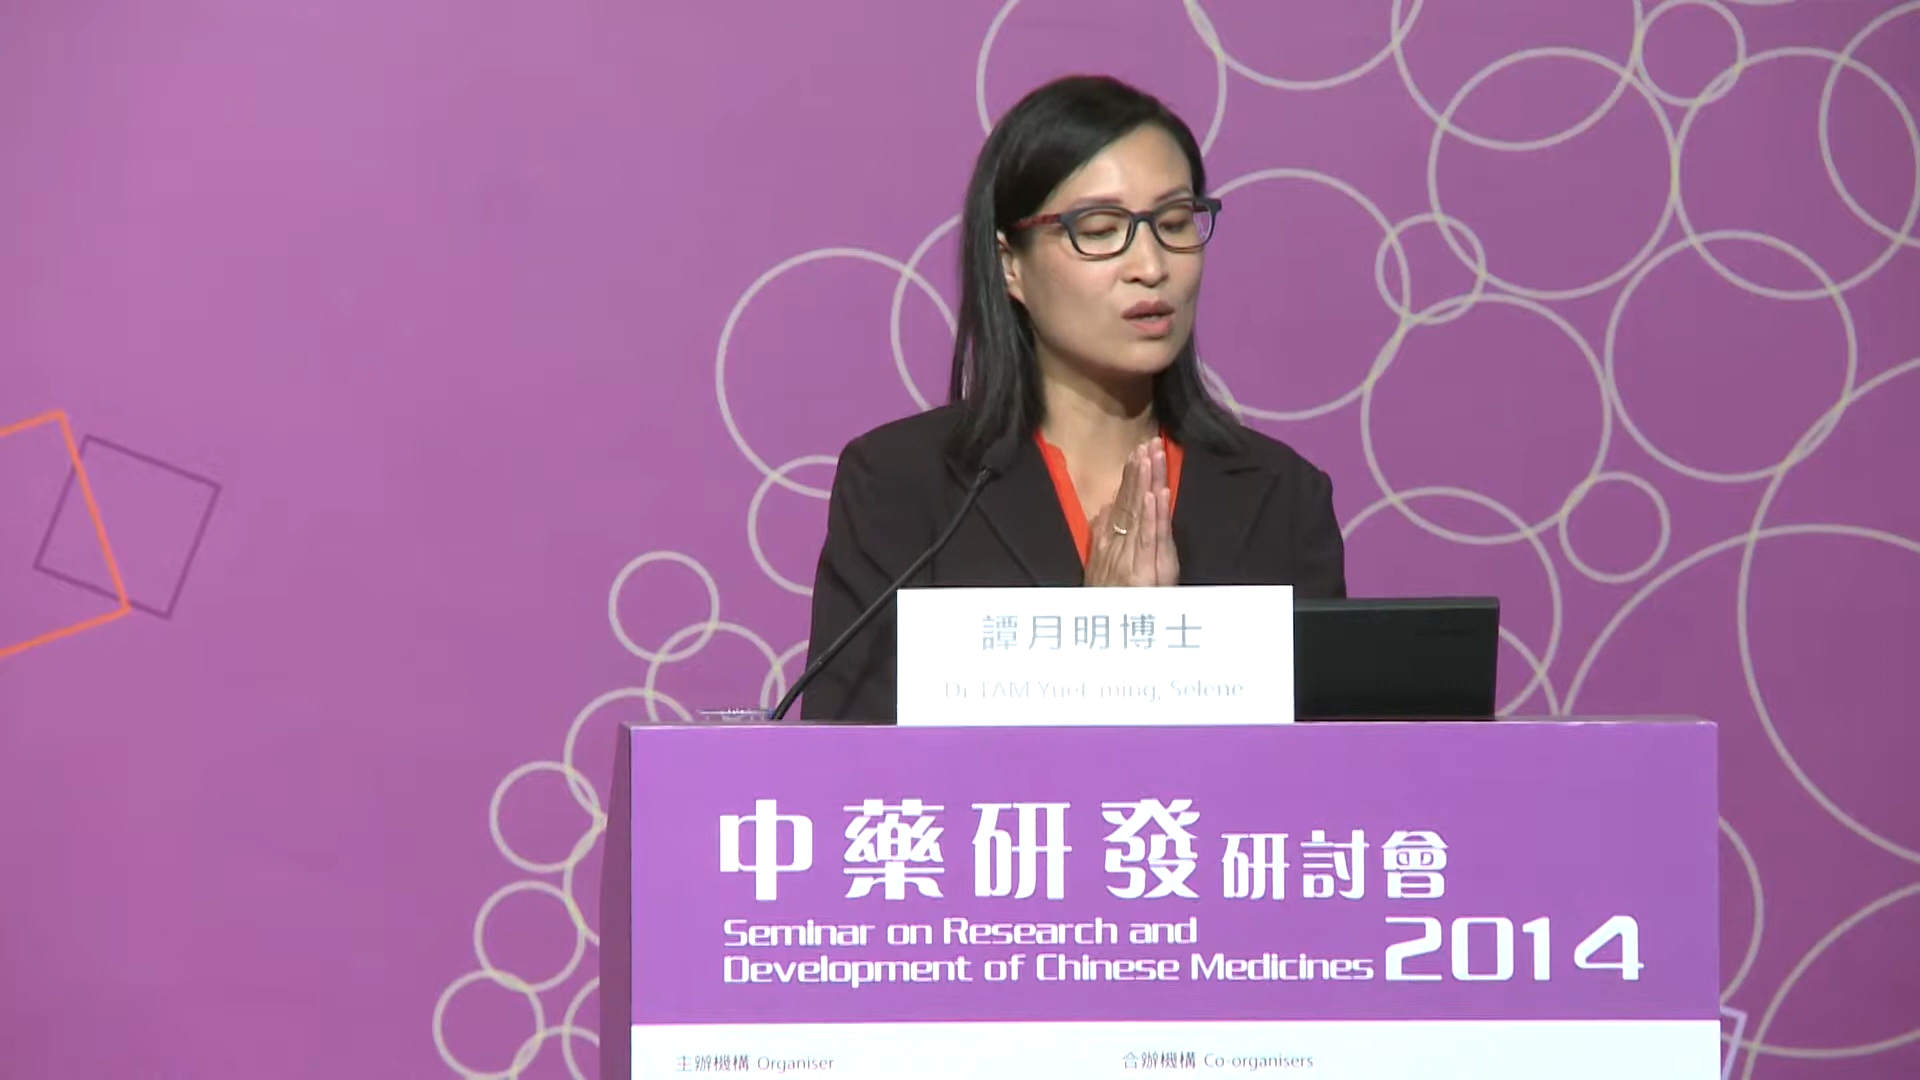 譚月明博士
Dr TAM Yuet-ming, Selene
中藥研發研討會
Seminar on Research and
Development of Chinese Medicines 2014
主辦機構 Organiser
合辦機構 Co-organisers